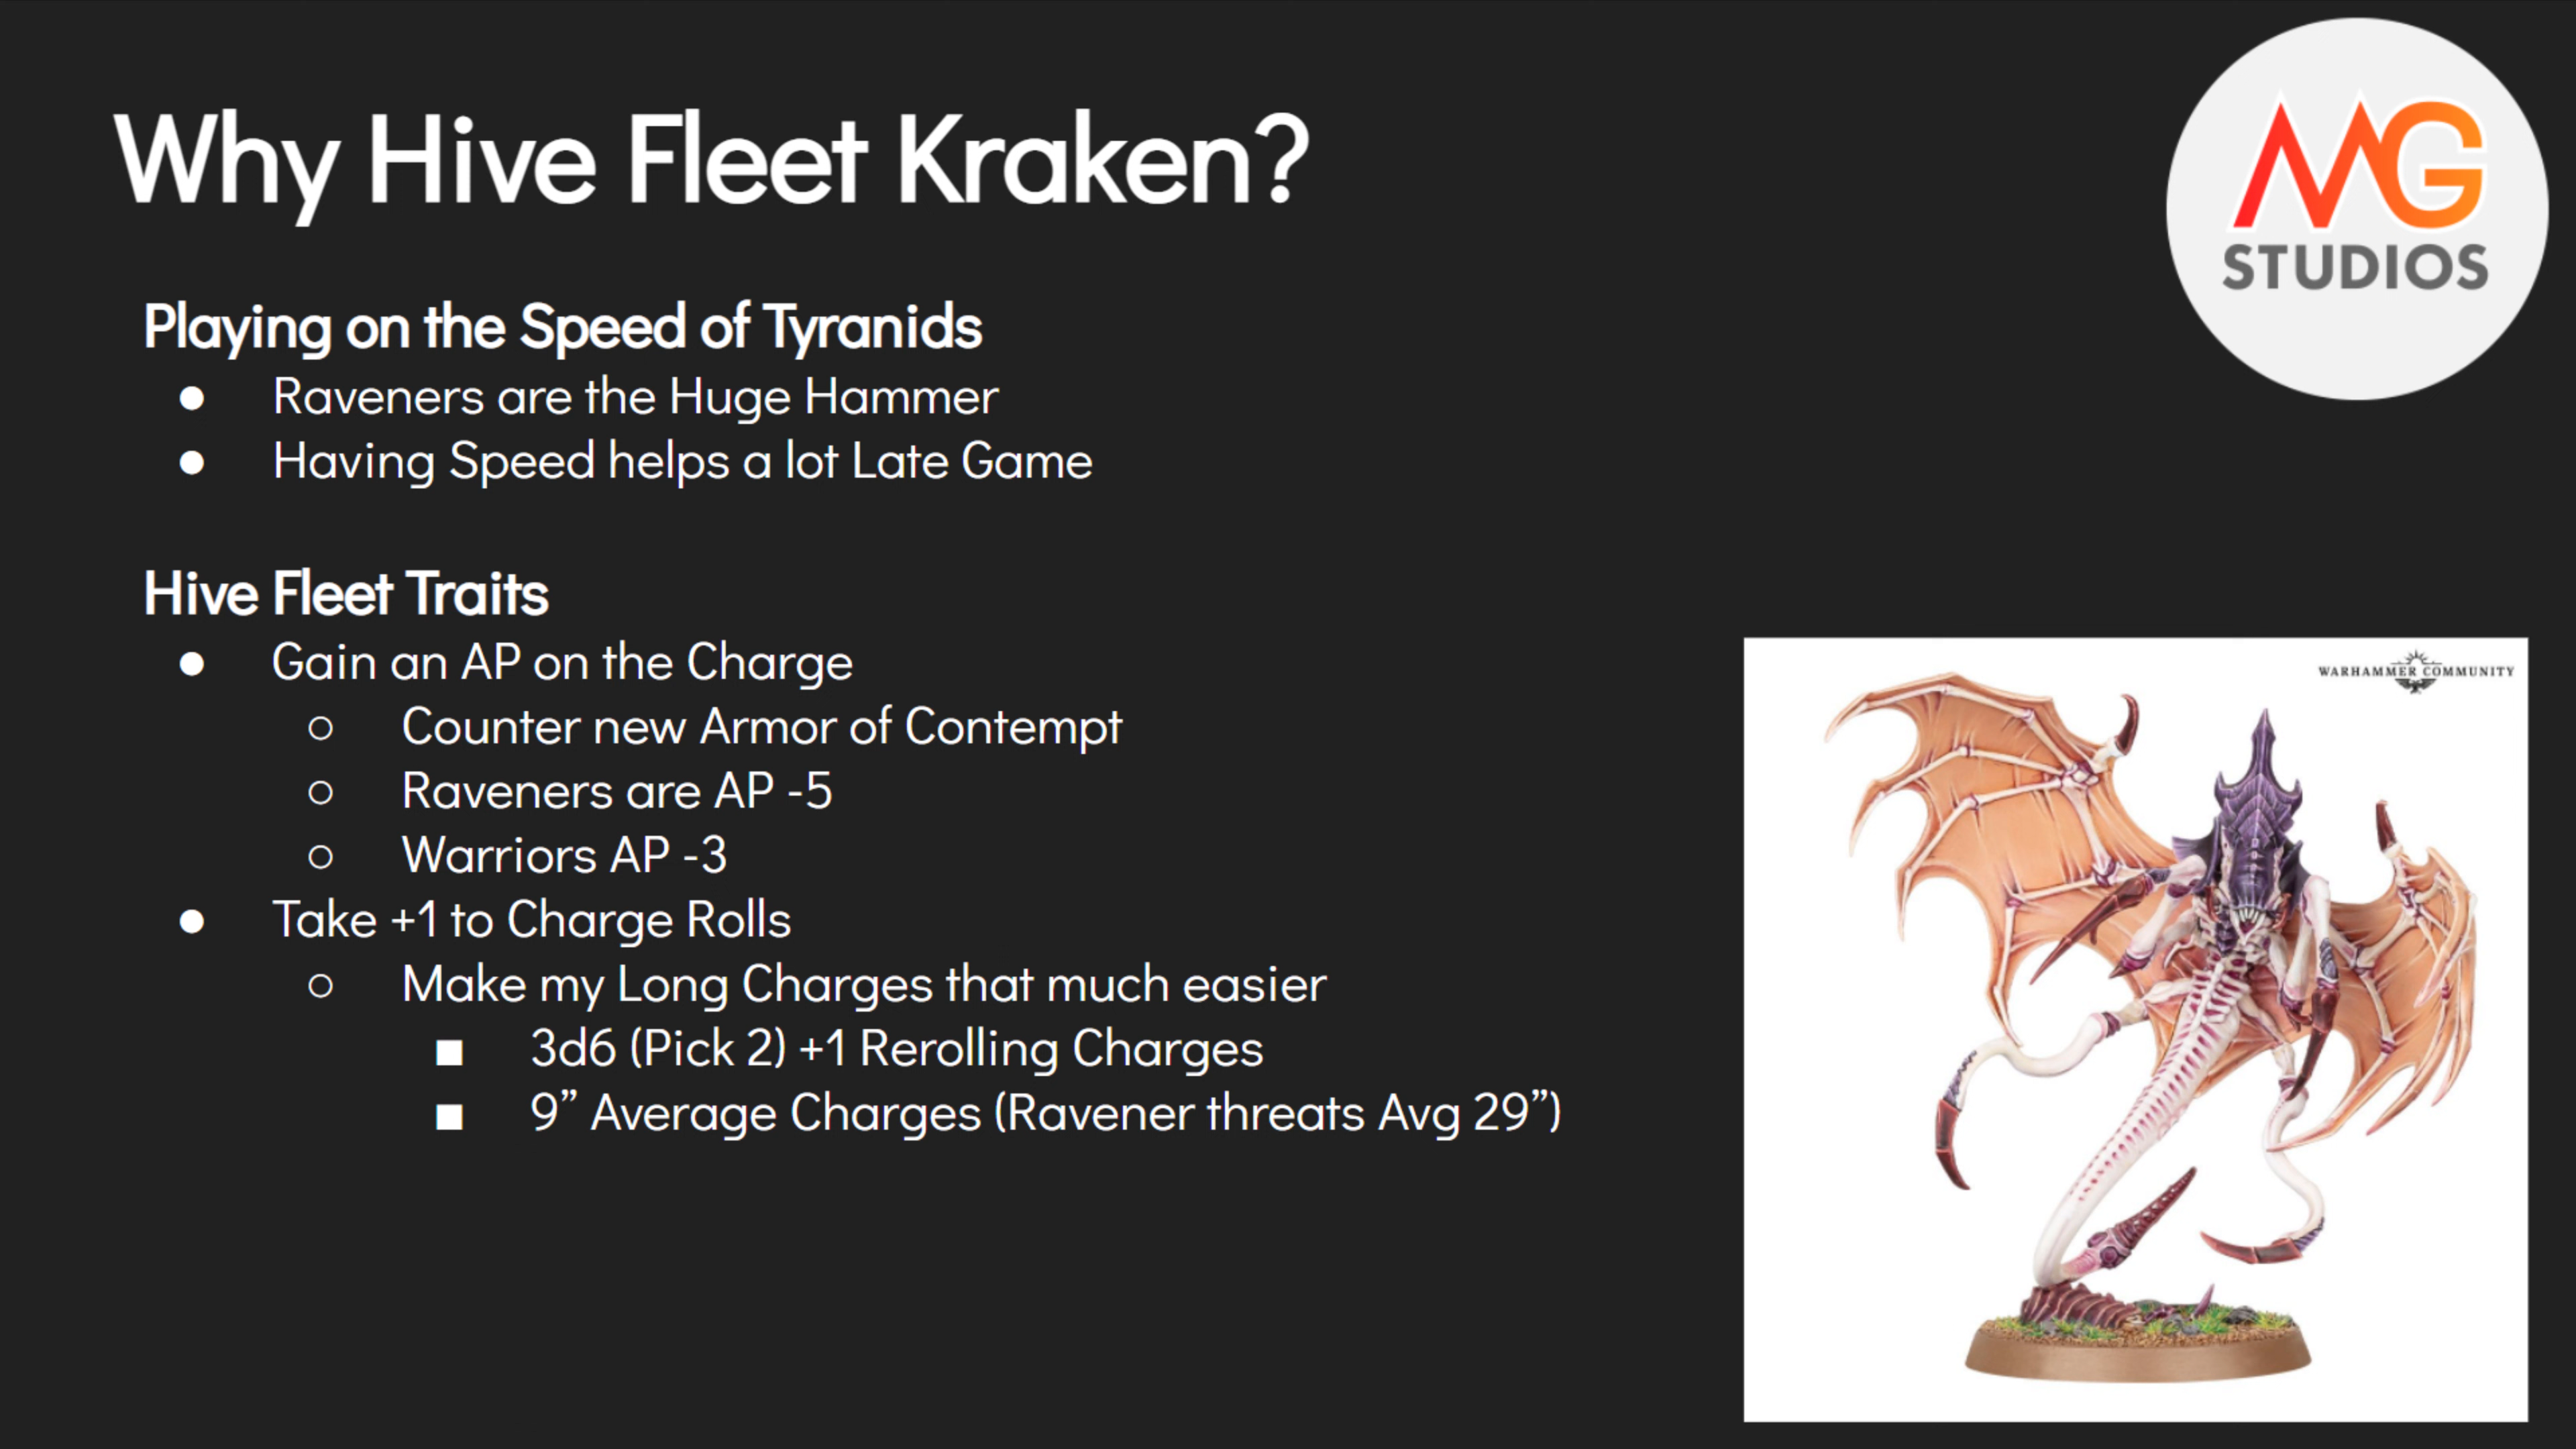 Why Hive Fleet Kraken?
MG
STUDIOS
Playing on the Speed of Tyranids
● Raveners are the Huge Hammer
● Having Speed helps a lot Late Game
Hive Fleet Traits
● Gain an AP on the Charge
○ Counter new Armor of Contempt
○ Raveners are AP -5
○ Warriors AP -3
● Take +1 to Charge Rolls
○ Make my Long Charges that much easier
■ 3d6 (Pick 2) +1 Rerolling Charges
■ 9” Average Charges (Ravener threats Avg 29”)
WARHAMMER COMMUNITY